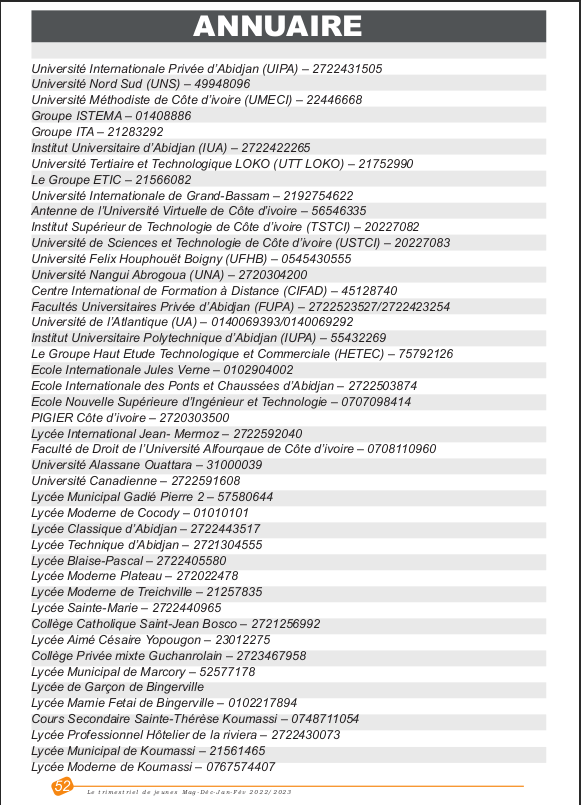 ANNUAIRE
Université Internationale Privée d'Abidjan (UIPA) – 2722431505
Université Nord Sud (UNS) – 49948096
Université Méthodiste de Côte d'ivoire (UMECI) – 22446668
Groupe ISTEMA – 01408886
Groupe ITA – 21283292
Institut Universitaire d'Abidjan (IUA) – 2722422265
Université Tertiaire et Technologique LOKO (UTT LOKO) – 21752990
Le Groupe ETIC – 21566082
Université Internationale de Grand-Bassam – 2192754622
Antenne de l'Université Virtuelle de Côte d'ivoire – 56546335
Institut Supérieur de Technologie de Côte d'ivoire (TSTCI) – 20227082
Université de Sciences et Technologie de Côte d'ivoire (USTCI) – 20227083
Université Felix Houphouët Boigny (UFHB) – 0545430555
Université Nangui Abrogoua (UNA) – 2720304200
Centre International de Formation à Distance (CIFAD) – 45128740
Facultés Universitaires Privée d'Abidjan (FUPA) – 2722523527/2722423254
Université de l'Atlantique (UA) – 0140069393/0140069292
Institut Universitaire Polytechnique d'Abidjan (IUPA) – 55432269
Le Groupe Haut Etude Technologique et Commerciale (HETEC) – 75792126
Ecole Internationale Jules Verne – 0102904002
Ecole Internationale des Ponts et Chaussées d'Abidjan – 2722503874
Ecole Nouvelle Supérieure d'Ingénieur et Technologie – 0707098414
PIGIER Côte d'ivoire – 2720303500
Lycée International Jean- Mermoz – 2722592040
Faculté de Droit de l'Université Alfourqaue de Côte d'ivoire – 0708110960
Université Alassane Ouattara – 31000039
Université Canadienne – 2722591608
Lycée Municipal Gadié Pierre 2 – 57580644
Lycée Moderne de Cocody – 01010101
Lycée Classique d'Abidjan – 2722443517
Lycée Technique d'Abidjan – 2721304555
Lycée Blaise-Pascal – 2722405580
Lycée Moderne Plateau – 272022478
Lycée Moderne de Treichville – 21257835
Lycée Sainte-Marie – 2722440965
Collège Catholique Saint-Jean Bosco – 2721256992
Lycée Aimé Césaire Yopougon – 23012275
Collège Privée mixte Guchanrolain – 2723467958
Lycée Municipal de Marcory – 52577178
Lycée de Garçon de Bingerville
Lycée Mamie Fetai de Bingerville – 0102217894
Cours Secondaire Sainte-Thérèse Koumassi – 0748711054
Lycée Professionnel Hôtelier de la riviera – 2722430073
Lycée Municipal de Koumassi – 21561465
Lycée Moderne de Koumassi – 0767574407
52 Le trimestriel de jeunes Mag-Déc-Jan-Fév 2022/2023